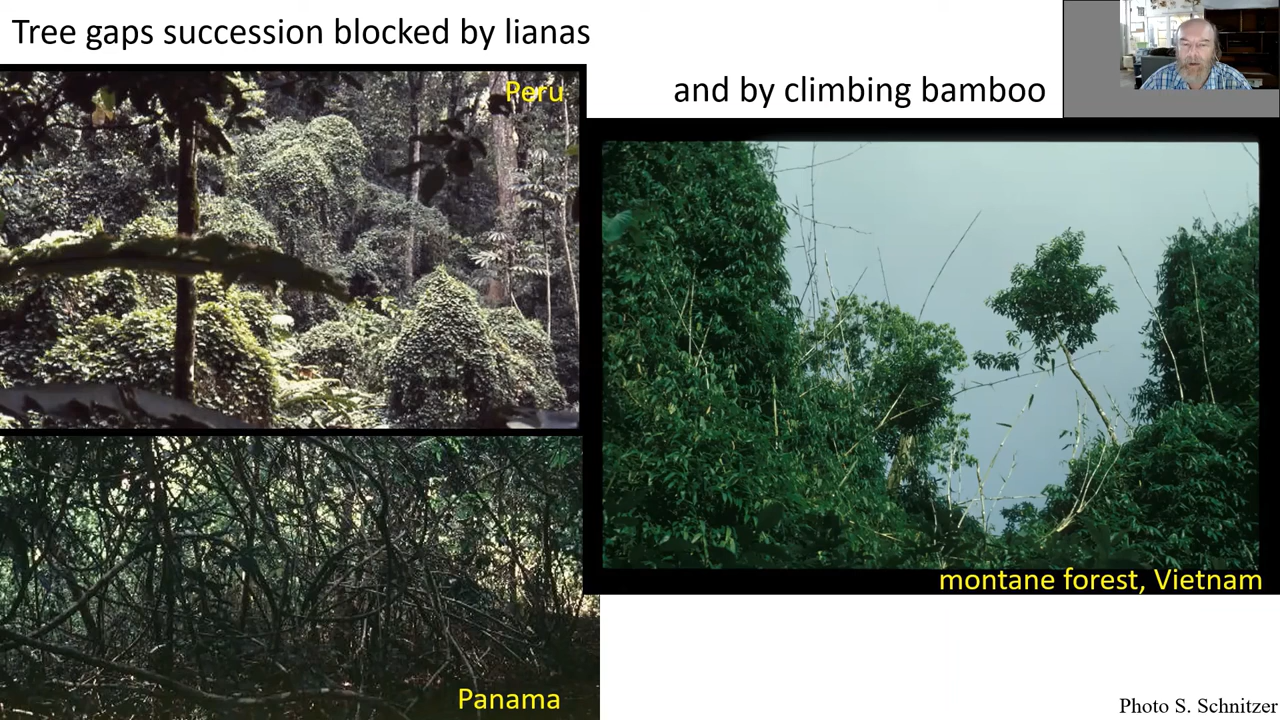 Tree gaps succession blocked by lianas
Peru
and by climbing bamboo
montane forest, Vietnam
Panama
Photo S. Schnitzer